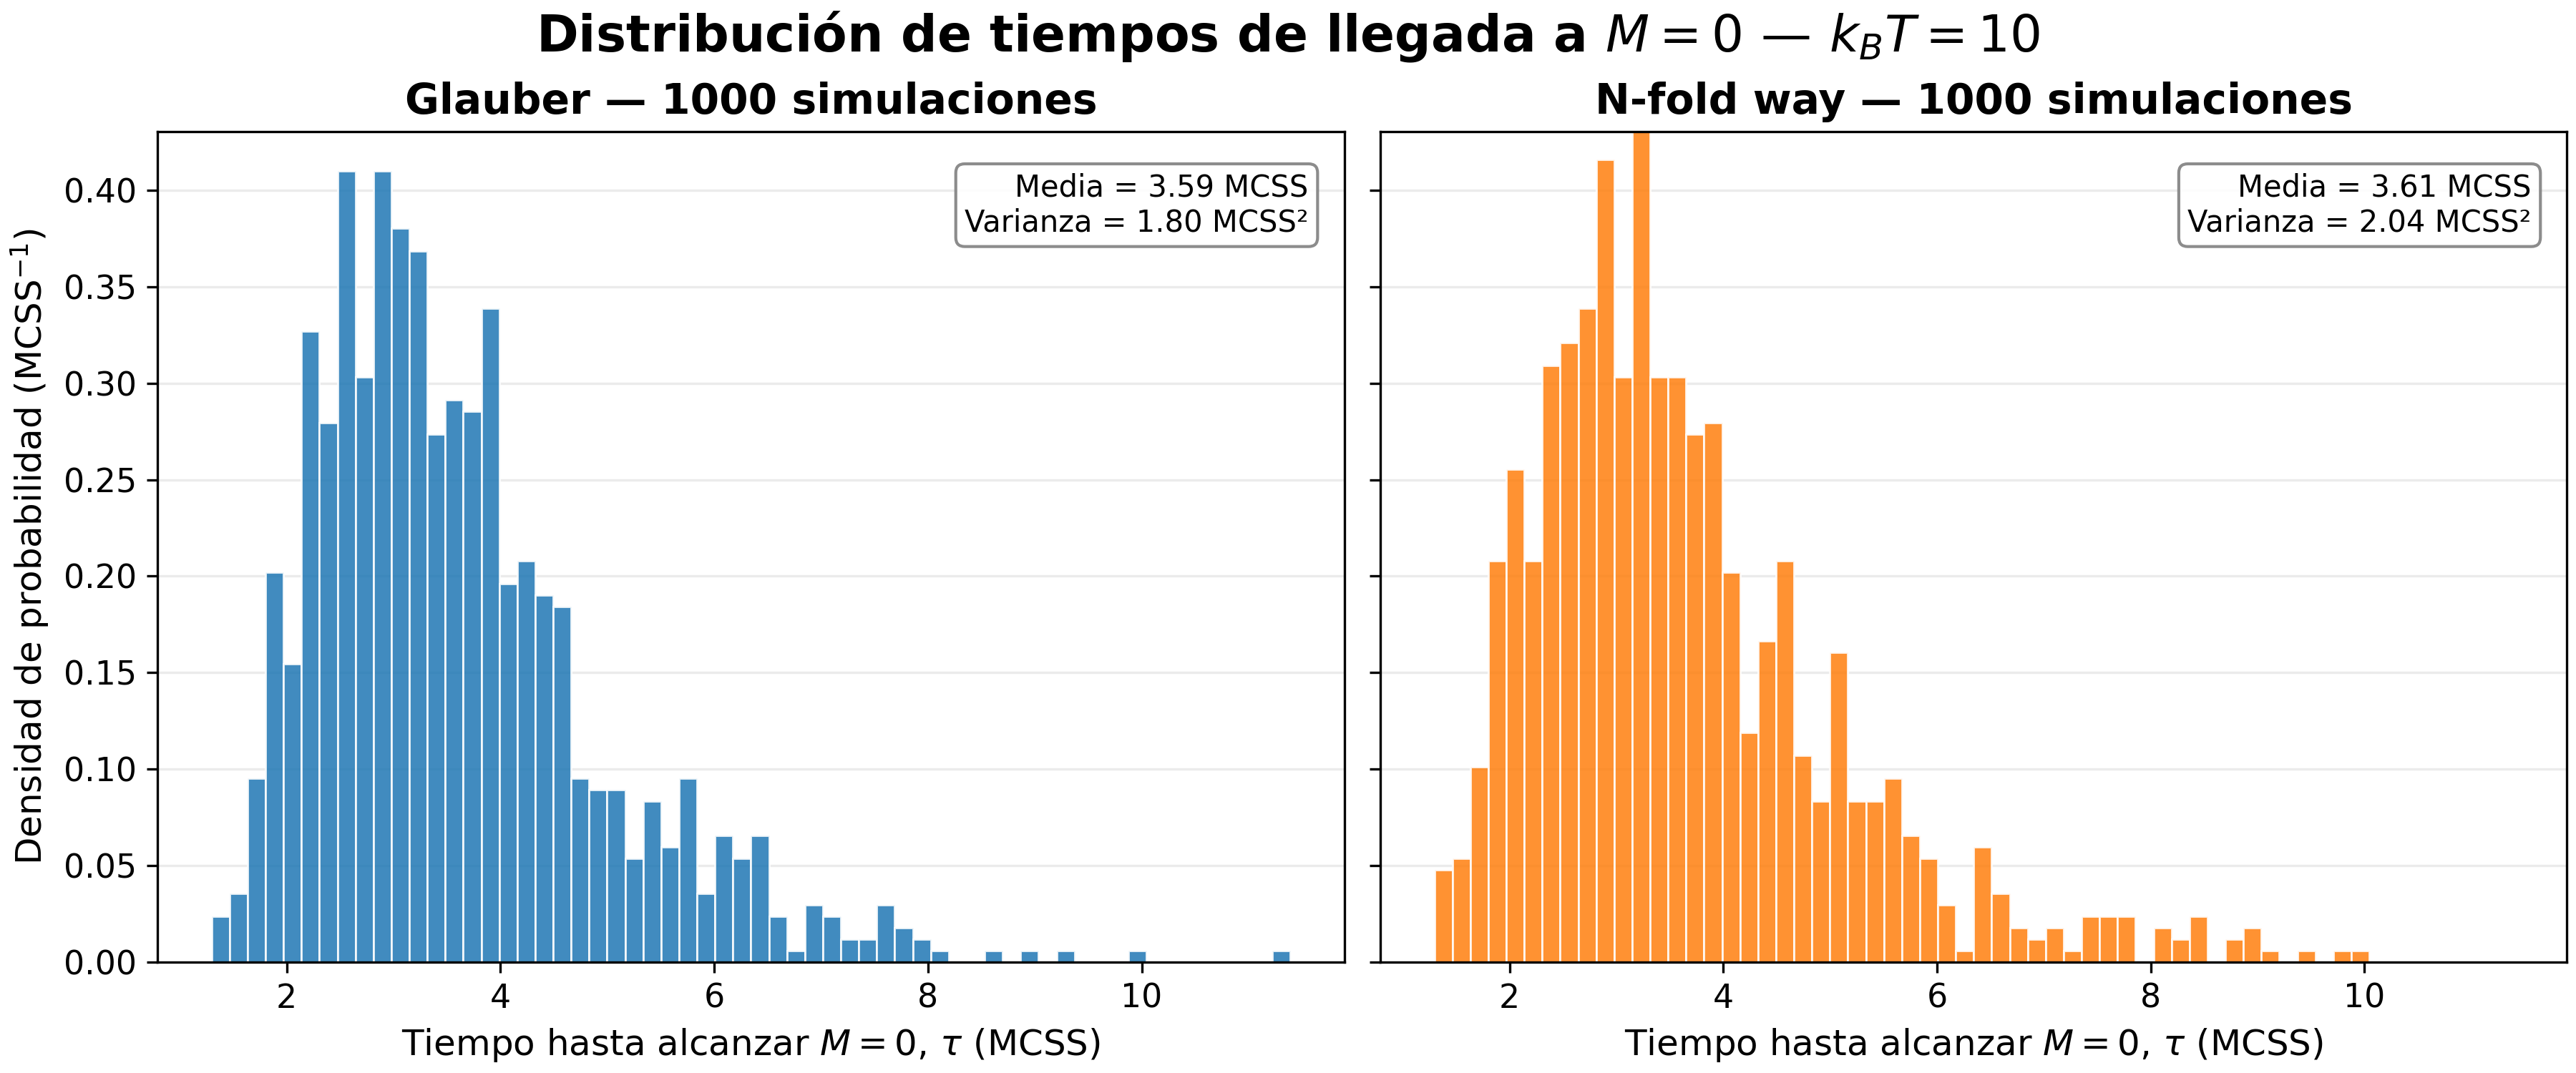 Distribución de tiempos de llegada a M = 0 — k_BT = 10
Glauber — 1000 simulaciones
Densidad de probabilidad (MCSS⁻¹)
0.40
0.35
0.30
0.25
0.20
0.15
0.10
0.05
0.00
Media = 3.59 MCSS
Varianza = 1.80 MCSS²
2 4 6 8 10
Tiempo hasta alcanzar M = 0, τ (MCSS)
N-fold way — 1000 simulaciones
Media = 3.61 MCSS
Varianza = 2.04 MCSS²
2 4 6 8 10
Tiempo hasta alcanzar M = 0, τ (MCSS)